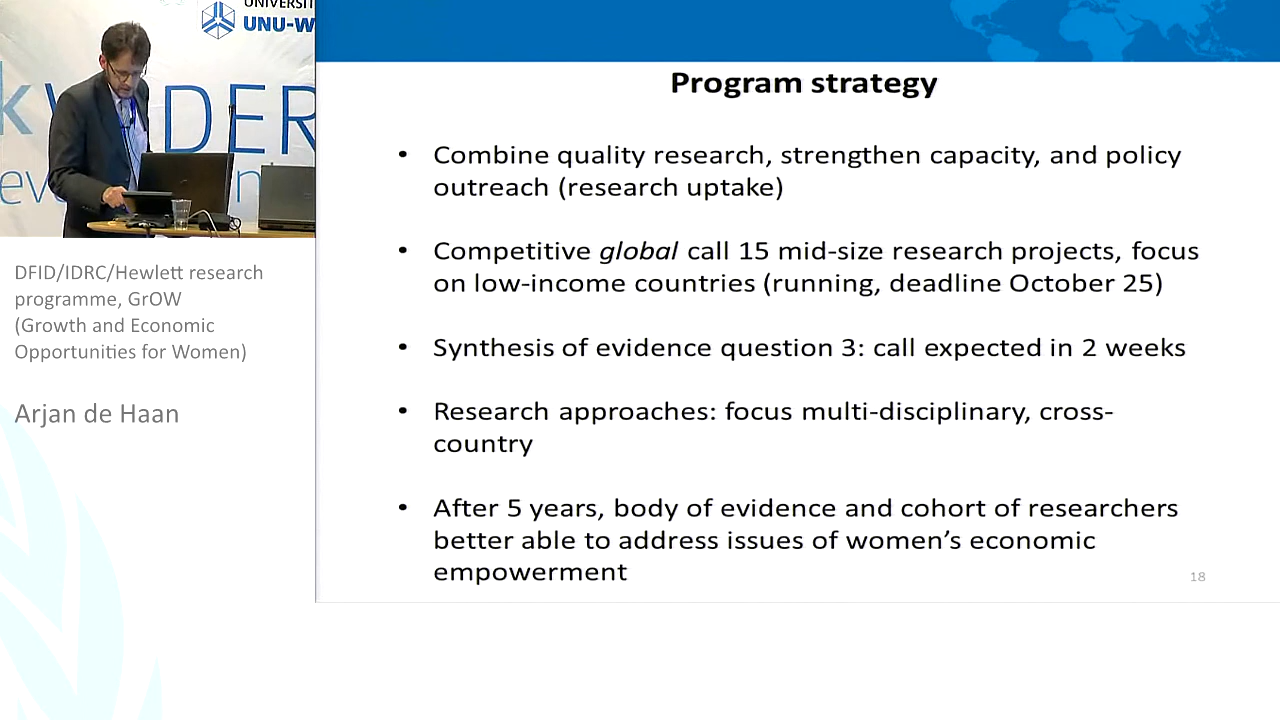 UNIVERSI
UNU-W
k WIDER
Program strategy
• Combine quality research, strengthen capacity, and policy
outreach (research uptake)
• Competitive global call 15 mid-size research projects, focus
on low-income countries (running, deadline October 25)
• Synthesis of evidence question 3: call expected in 2 weeks
• Research approaches: focus multi-disciplinary, cross-
country
• After 5 years, body of evidence and cohort of researchers
better able to address issues of women’s economic
empowerment
18
DFID/IDRC/Hewlett research
programme, GrOW
(Growth and Economic
Opportunities for Women)
Arjan de Haan